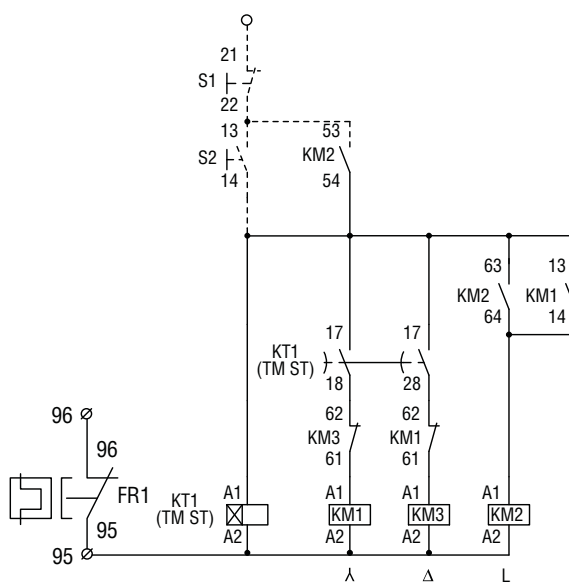 21
S1
22
13
53
S2
KM2
14
54
63
13
KM2
KM1
64
14
17
17
KT1
(TM ST)
18
28
62
62
KM3
KM1
61
61
96
96
FR1
95
95
KT1
(TM ST)
A1
A1
A1
A1
KM1
KM3
KM2
A2
A2
A2
A2
⅄
Δ
L